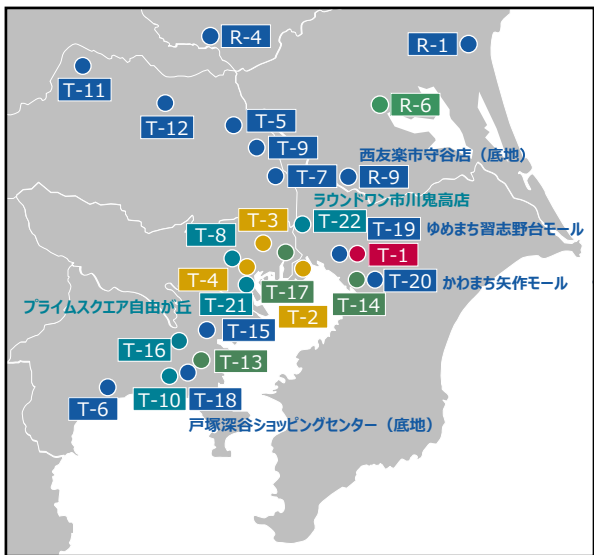 R-4
R-1
T-11
T-12
R-6
T-5
T-9
西友楽市守谷店（底地）
T-7
R-9
ラウンドワン市川鬼高店
T-3
T-22
T-19
ゆめまち習志野台モール
T-8
T-1
T-4
T-20
かわまち矢作モール
T-17
T-14
T-21
プライムスクエア自由が丘
T-2
T-15
T-16
T-13
T-6
T-10
T-18
戸塚深谷ショッピングセンター（底地）